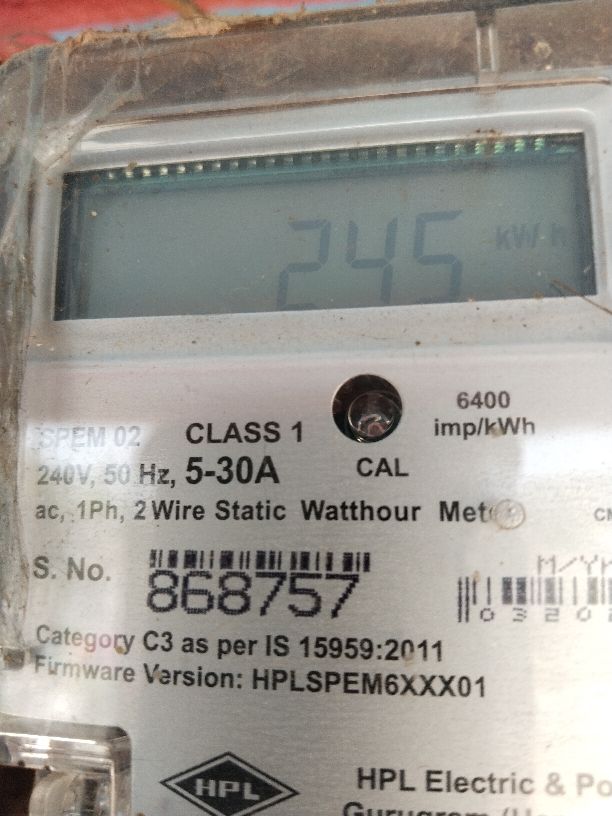 245 kWh
6400
imp/kWh
SPEM 02 CLASS 1
240V, 50 Hz, 5-30A
CAL
ac, 1Ph, 2 Wire Static Watthour
S. No.
868757
Category C3 as per IS 15959:2011
Firmware Version: HPLSPEM6XXX01
HPL
HPL Electric &